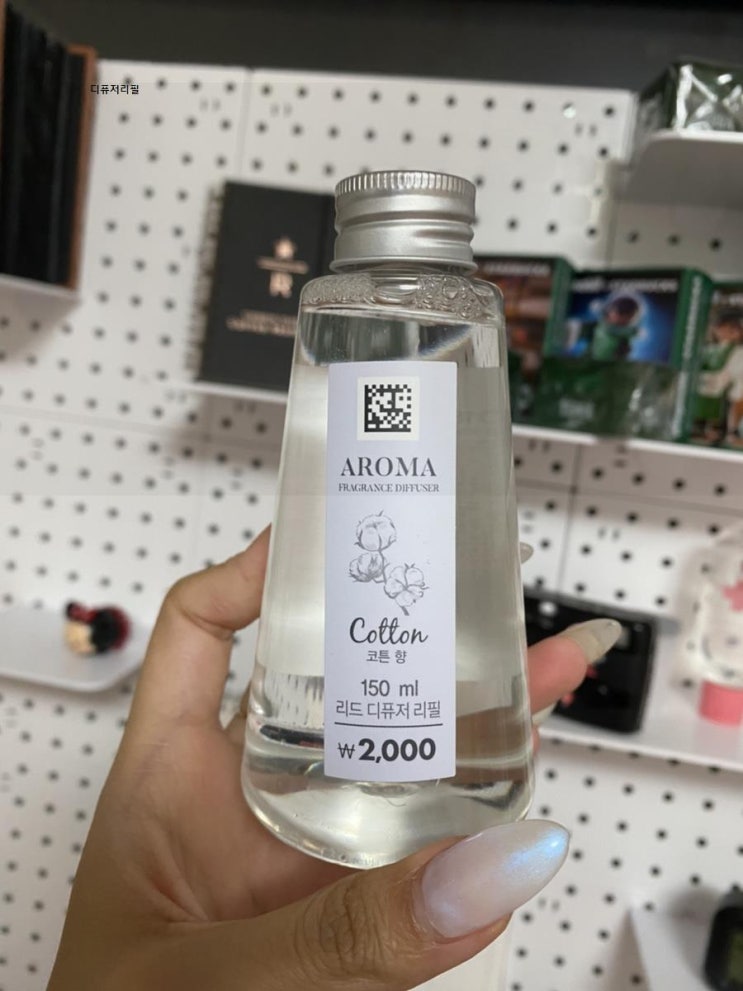 디퓨저리필
AROMA
FRAGRANCE DIFFUSER
Cotton
코튼 향
150 ml
리드 디퓨저 리필
₩2,000